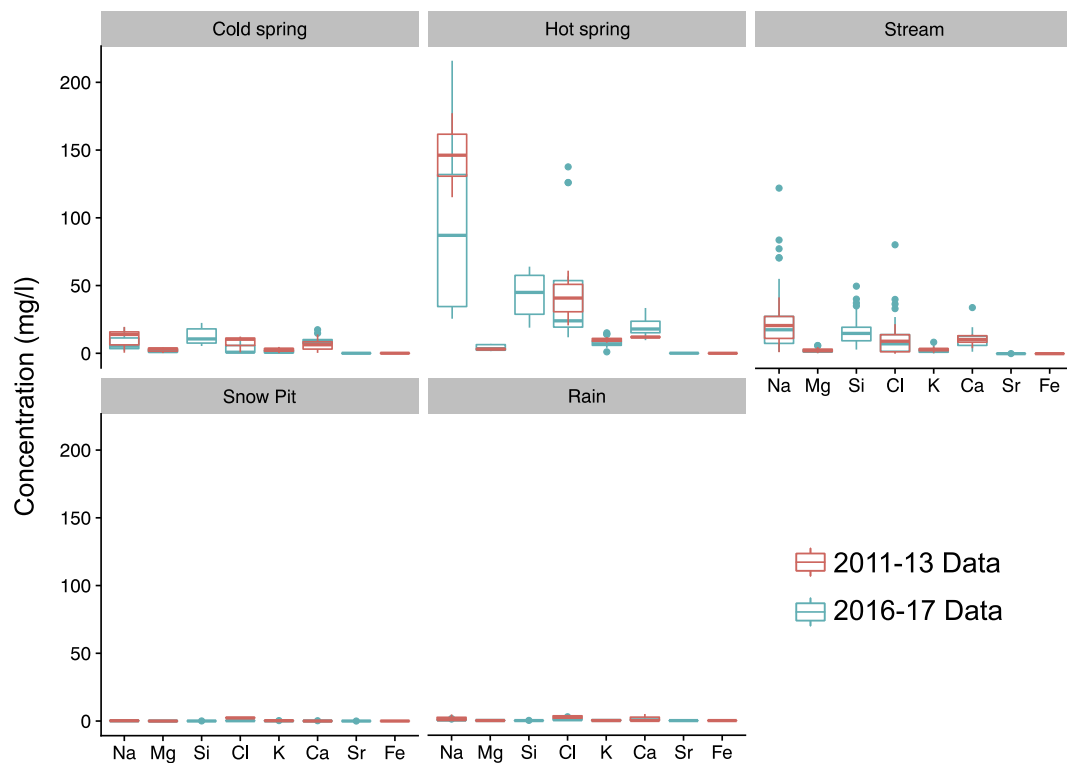 Cold spring Hot spring Stream
Concentration (mg/l)
200
150
100
50
0
Na Mg Si Cl K Ca Sr Fe
Snow Pit Rain
200
150
100
50
0
2011-13 Data
2016-17 Data
Na Mg Si Cl K Ca Sr Fe Na Mg Si Cl K Ca Sr Fe